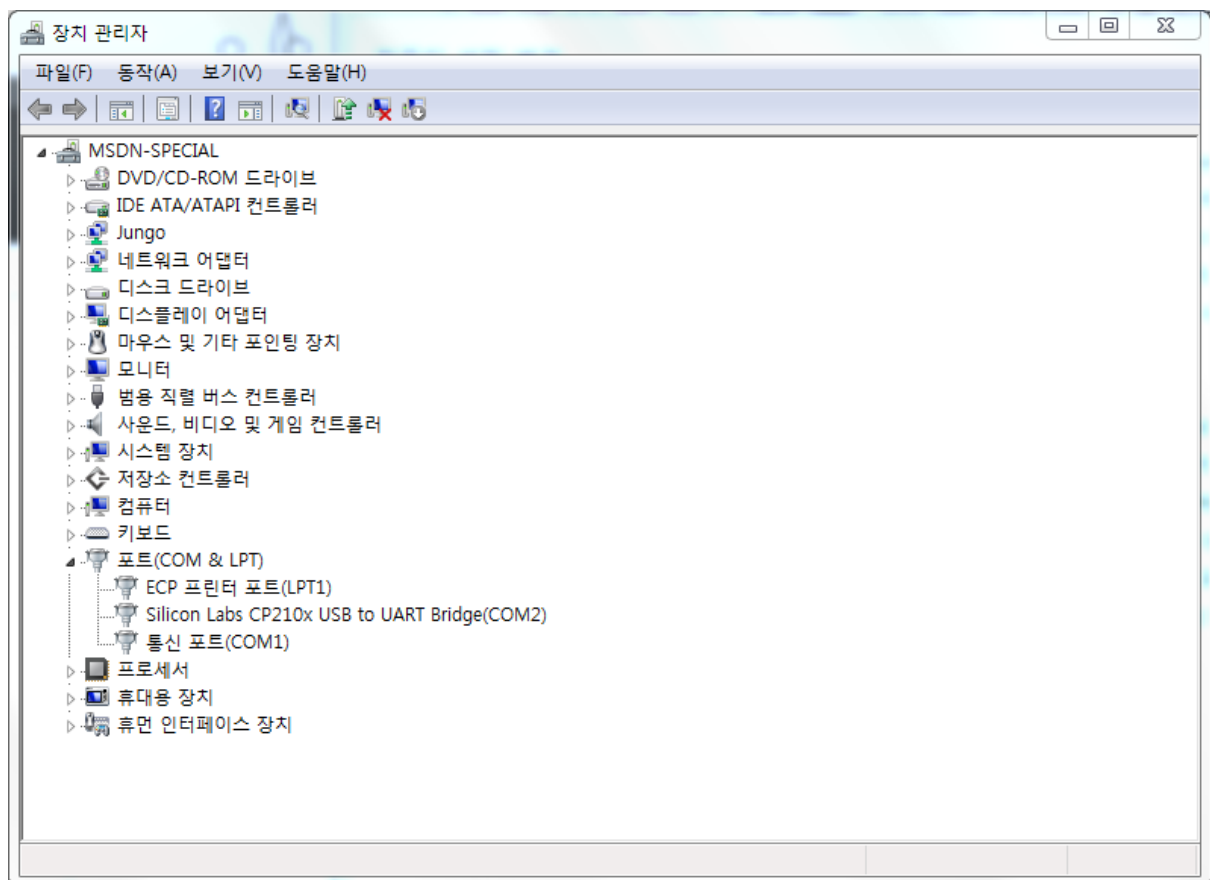 장치 관리자
파일(F) 동작(A) 보기(V) 도움말(H)
MSDN-SPECIAL
DVD/CD-ROM 드라이브
IDE ATA/ATAPI 컨트롤러
Jungo
네트워크 어댑터
디스크 드라이브
디스플레이 어댑터
마우스 및 기타 포인팅 장치
모니터
범용 직렬 버스 컨트롤러
사운드, 비디오 및 게임 컨트롤러
시스템 장치
저장소 컨트롤러
컴퓨터
키보드
포트(COM & LPT)
ECP 프린터 포트(LPT1)
Silicon Labs CP210x USB to UART Bridge(COM2)
통신 포트(COM1)
프로세서
휴대용 장치
휴먼 인터페이스 장치